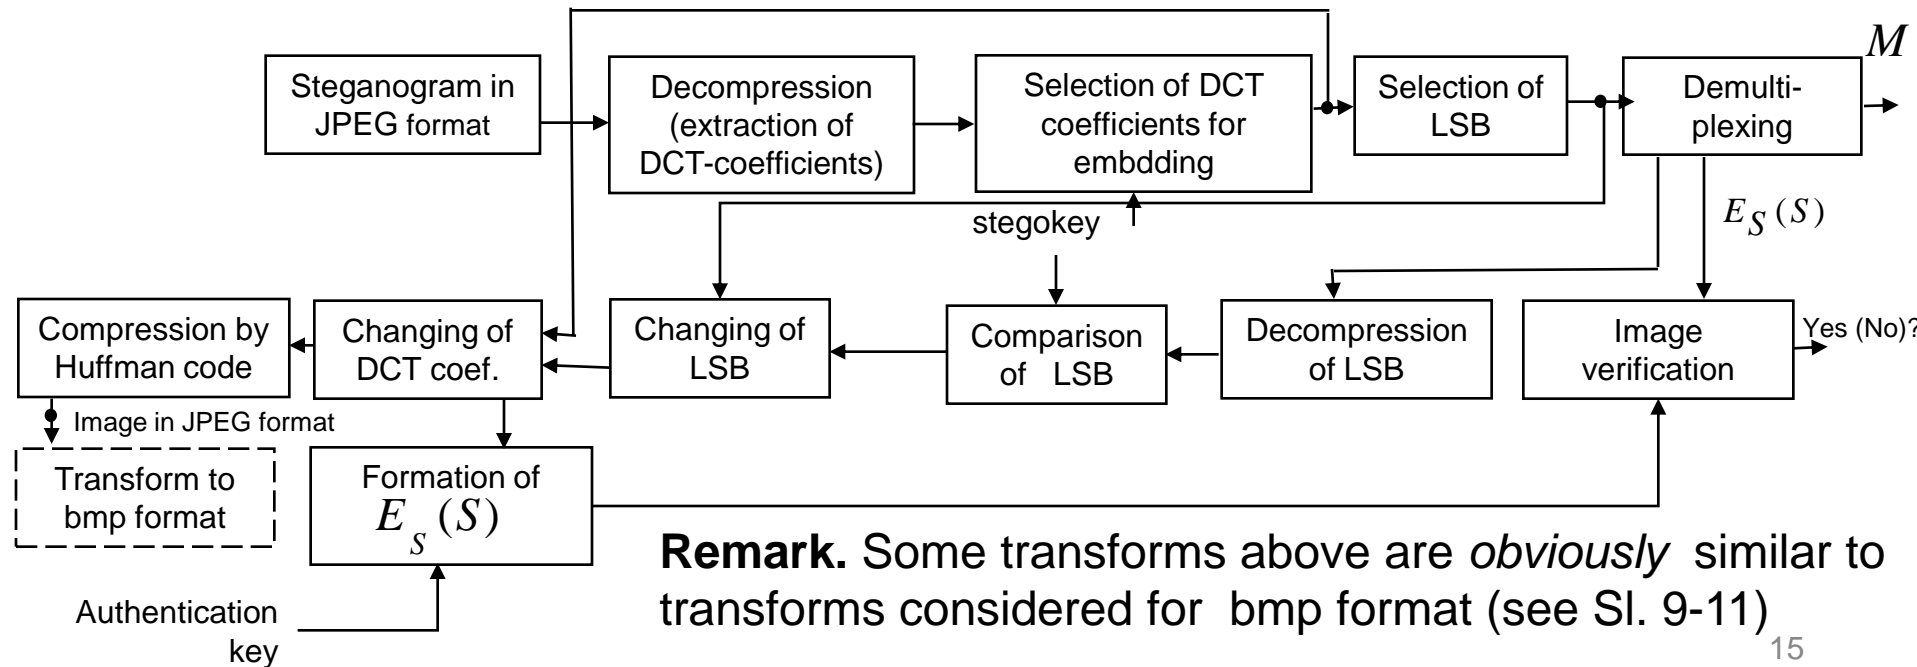 Steganogram in
JPEG format
Decompression
(extraction of
DCT-coefficients)
Selection of DCT
coefficients for
embdding
Selection of
LSB
Demulti-
plexing
M
stegokey
E_S (S)
Compression by
Huffman code
Changing of
DCT coef.
Changing of
LSB
Comparison
of LSB
Decompression
of LSB
Image
verification
Yes (No)?
Image in JPEG format
Transform to
bmp format
Formation of
E_s (S)
Authentication
key
Remark. Some transforms above are obviously similar to
transforms considered for bmp format (see Sl. 9-11)
15